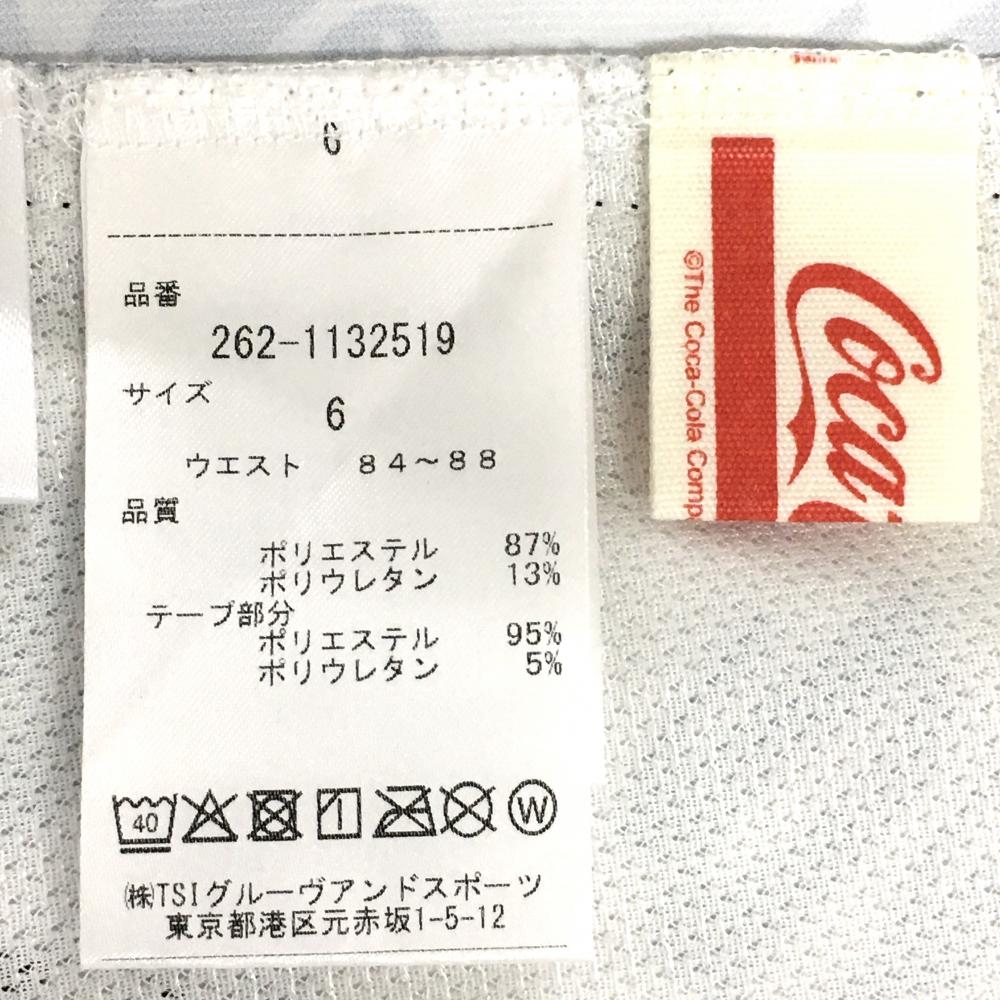 6
品番
262-1132519
サイズ
6
ウエスト 84~88
品質
ポリエステル 87%
ポリウレタン 13%
テープ部分
ポリエステル 95%
ポリウレタン 5%
40
W
㈱TSIグルーヴアンドスポーツ
東京都港区元赤坂1-5-12
©The Coca-Cola Comp
Coca